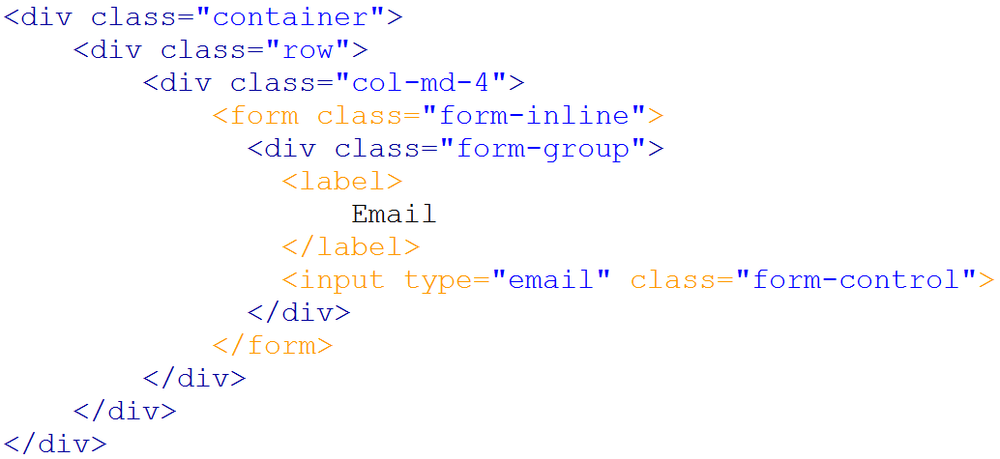 <div class="container">
    <div class="row">
        <div class="col-md-4">
            <form class="form-inline">
              <div class="form-group">
                <label>
                    Email
                </label>
                <input type="email" class="form-control">
              </div>
            </form>
        </div>
    </div>
</div>